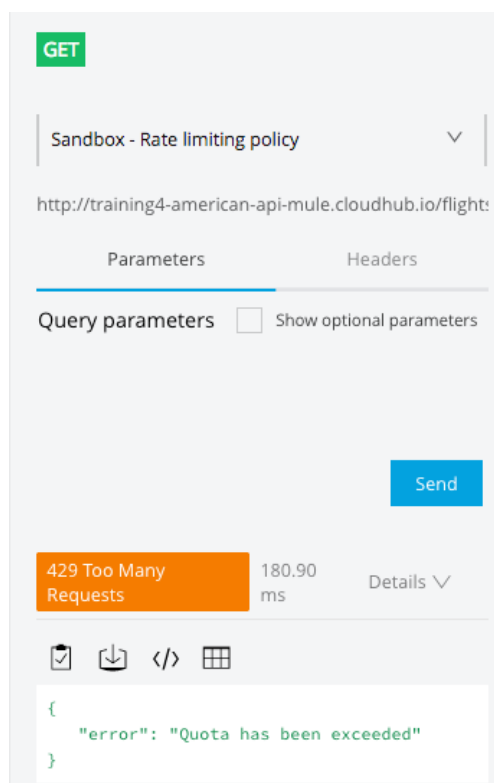 GET
Sandbox - Rate limiting policy
http://training4-american-api-mule.cloudhub.io/flights
Parameters Headers
Query parameters Show optional parameters
Send
429 Too Many
Requests
180.90
ms
Details
{
"error": "Quota has been exceeded"
}